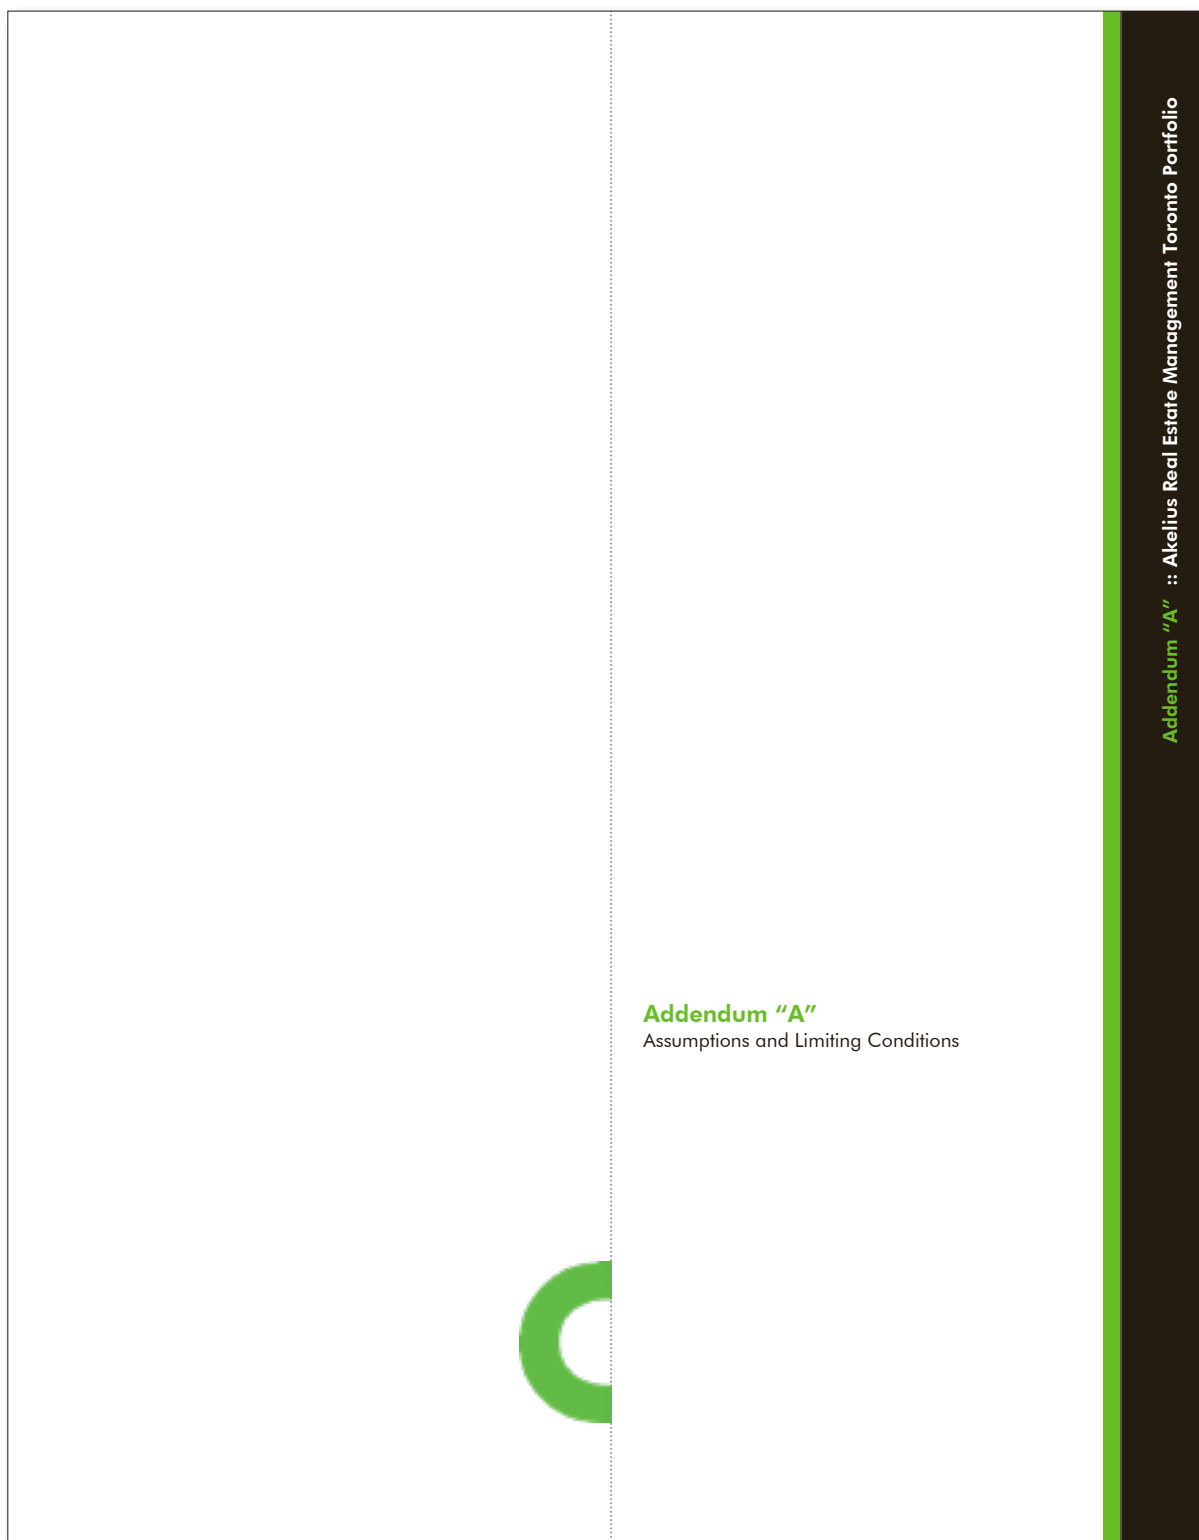 Addendum “A” :: Akelius Real Estate Management Toronto Portfolio
Addendum “A”
Assumptions and Limiting Conditions